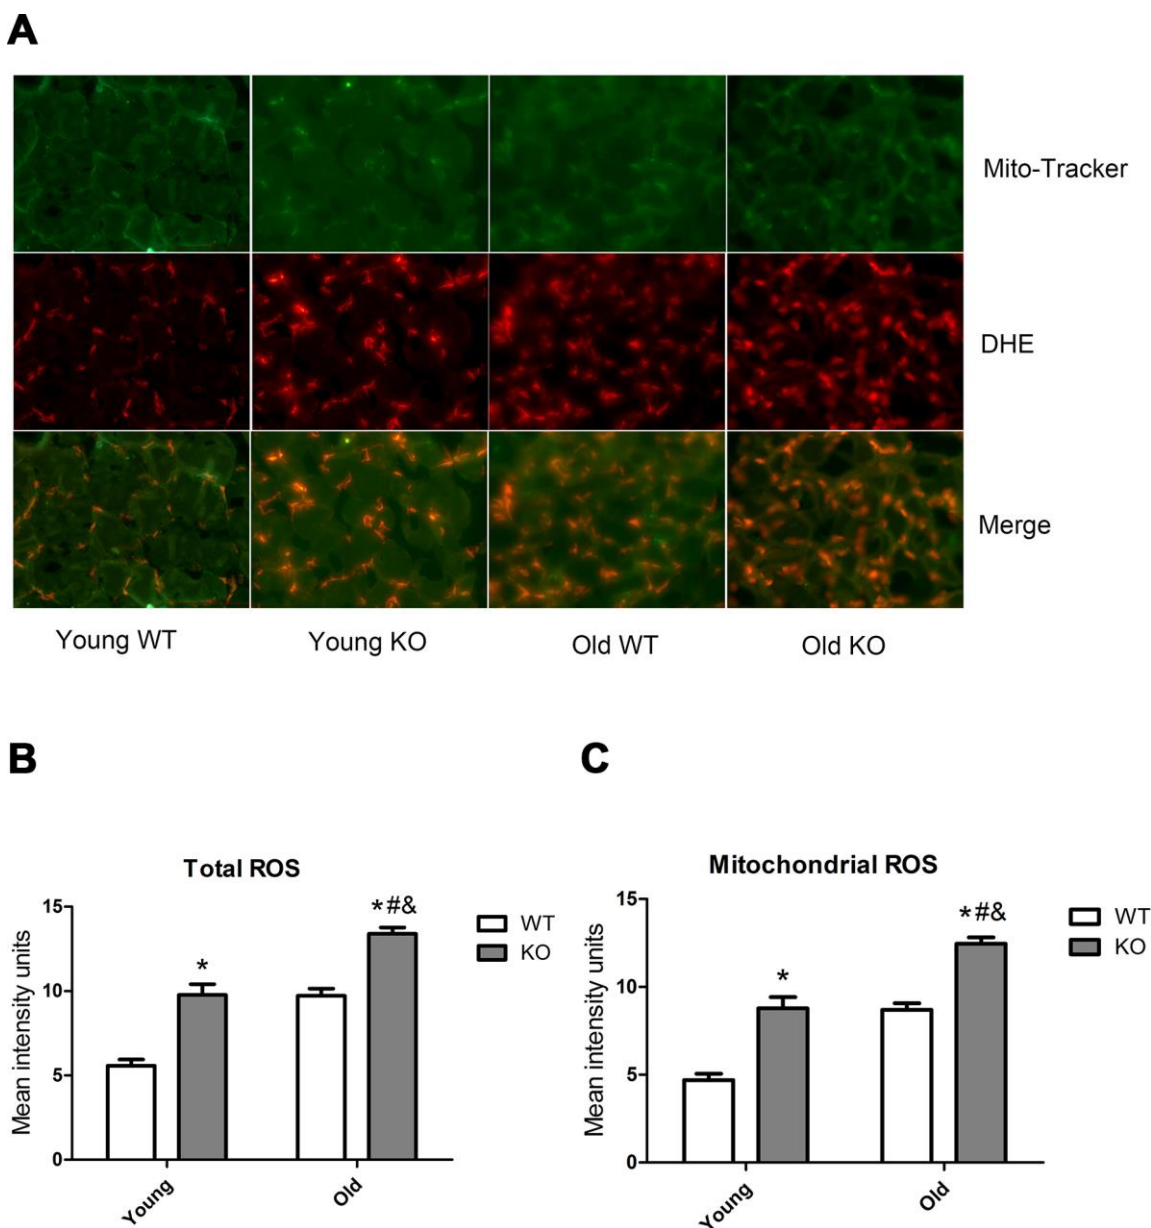 A
Mito-Tracker
DHE
Merge
Young WT
Young KO
Old WT
Old KO
B
Total ROS
Mean intensity units
15
10
5
0
*
*#&
WT
KO
Young
Old
C
Mitochondrial ROS
Mean intensity units
15
10
5
0
*
*#&
WT
KO
Young
Old